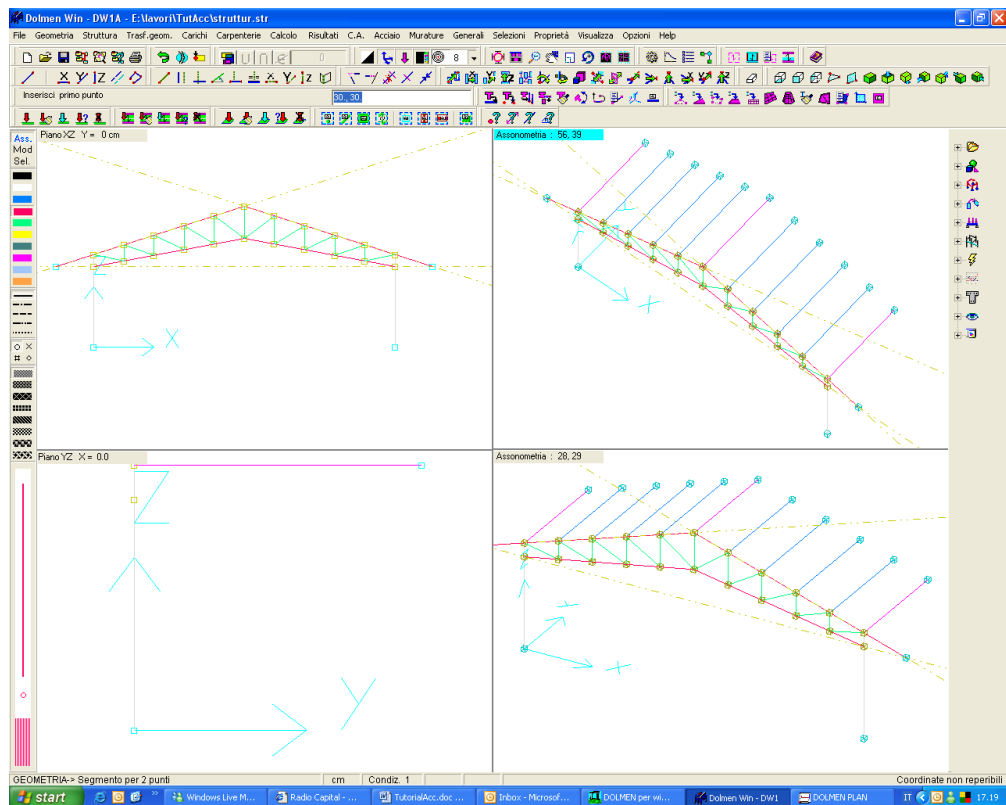 Dolmen Win - DW1A - E:\lavori\TutAcc\struttur.str
File Geometria Struttura Trasf.geom. Carichi Carpenterie Calcolo Risultati C.A. Acciaio Murature Generali Selezioni Proprietà Visualizza Opzioni Help
0 8
Inserisci primo punto
30., 30.
Ass.
Mod
Sel.
Piano XZ Y = 0 cm
Z
X
Assonometria : 56, 39
Y
X
Piano YZ X = 0.0
Z
Y
Assonometria : 28, 29
Y
X
GEOMETRIA-> Segmento per 2 punti cm Condiz. 1 Coordinate non reperibili
start Windows Live M... Radio Capital - ... TutorialAcc.doc ... Inbox - Microsof... DOLMEN per wi... Dolmen Win - DW1 DOLMEN PLAN IT 17.19